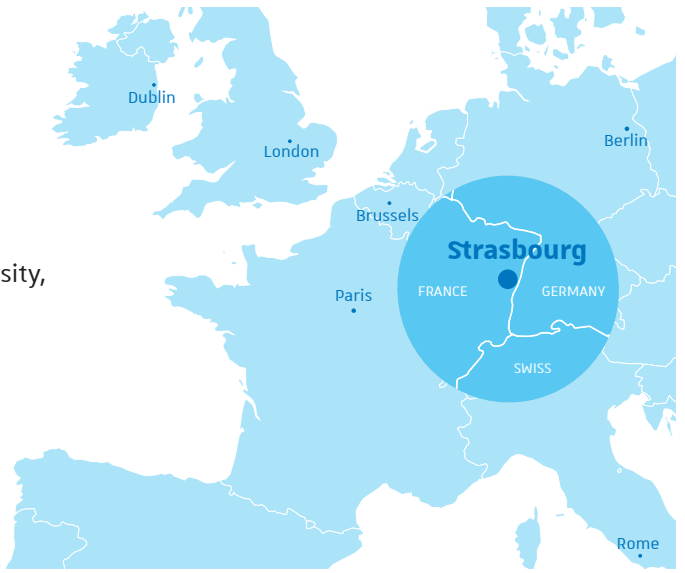 Dublin
London
Berlin
Brussels
Strasbourg
sity,
Paris
FRANCE
GERMANY
SWISS
Rome